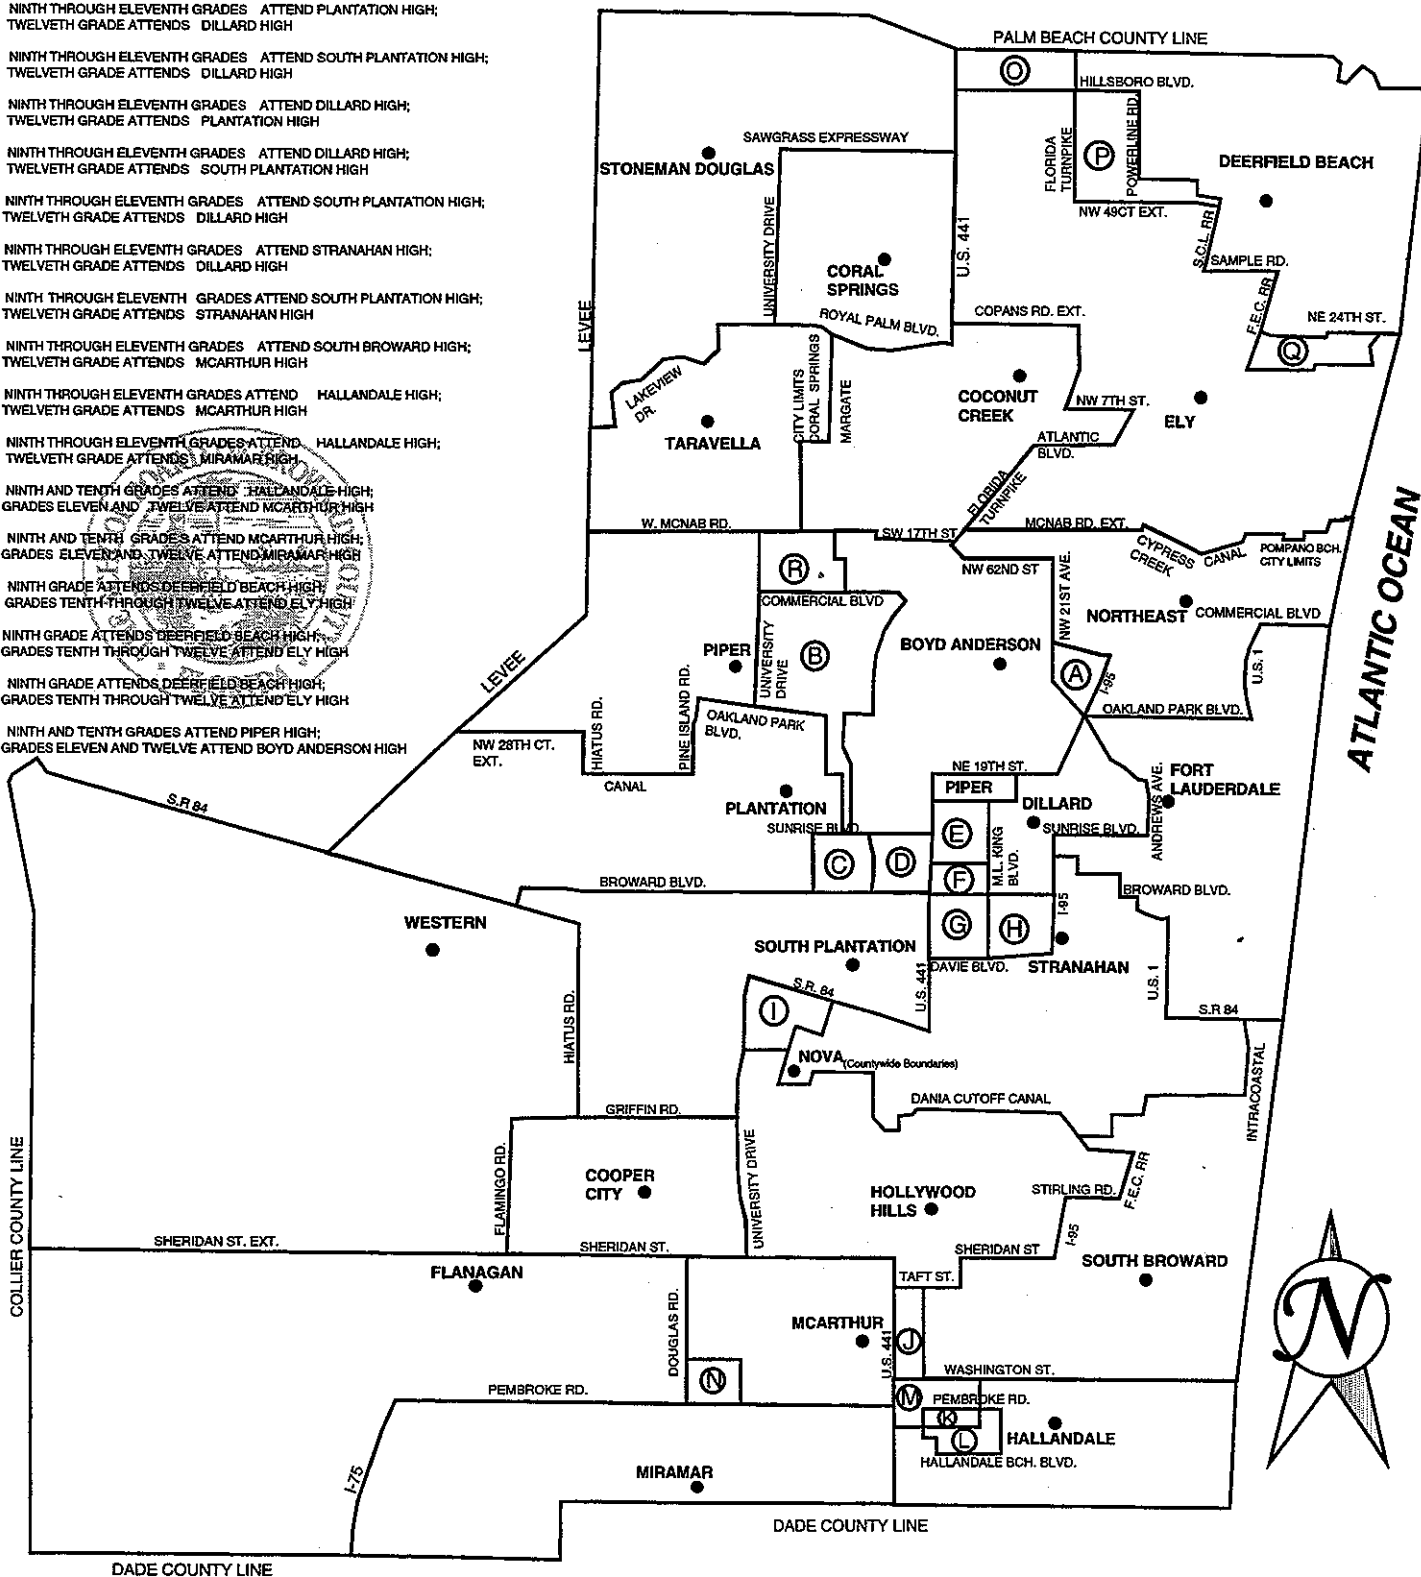 NINTH THROUGH ELEVENTH GRADES ATTEND PLANTATION HIGH;
TWELVETH GRADE ATTENDS DILLARD HIGH
NINTH THROUGH ELEVENTH GRADES ATTEND SOUTH PLANTATION HIGH;
TWELVETH GRADE ATTENDS DILLARD HIGH
NINTH THROUGH ELEVENTH GRADES ATTEND DILLARD HIGH;
TWELVETH GRADE ATTENDS PLANTATION HIGH
NINTH THROUGH ELEVENTH GRADES ATTEND DILLARD HIGH;
TWELVETH GRADE ATTENDS SOUTH PLANTATION HIGH
NINTH THROUGH ELEVENTH GRADES ATTEND SOUTH PLANTATION HIGH;
TWELVETH GRADE ATTENDS DILLARD HIGH
NINTH THROUGH ELEVENTH GRADES ATTEND STRANAHAN HIGH;
TWELVETH GRADE ATTENDS DILLARD HIGH
NINTH THROUGH ELEVENTH GRADES ATTEND SOUTH PLANTATION HIGH;
TWELVETH GRADE ATTENDS STRANAHAN HIGH
NINTH THROUGH ELEVENTH GRADES ATTEND SOUTH BROWARD HIGH;
TWELVETH GRADE ATTENDS MCARTHUR HIGH
NINTH THROUGH ELEVENTH GRADES ATTEND HALLANDALE HIGH;
TWELVETH GRADE ATTENDS MCARTHUR HIGH
NINTH THROUGH ELEVENTH GRADES ATTEND HALLANDALE HIGH;
TWELVETH GRADE ATTENDS MIRAMAR HIGH
NINTH AND TENTH GRADES ATTEND HALLANDALE HIGH;
GRADES ELEVEN AND TWELVE ATTEND MCARTHUR HIGH
NINTH AND TENTH GRADES ATTEND MCARTHUR HIGH;
GRADES ELEVEN AND TWELVE ATTEND MIRAMAR HIGH
NINTH GRADE ATTENDS DEERFIELD BEACH HIGH;
GRADES TENTH THROUGH TWELVE ATTEND ELY HIGH
NINTH GRADE ATTENDS DEERFIELD BEACH HIGH;
GRADES TENTH THROUGH TWELVE ATTEND ELY HIGH
NINTH GRADE ATTENDS DEERFIELD BEACH HIGH;
GRADES TENTH THROUGH TWELVE ATTEND ELY HIGH
NINTH AND TENTH GRADES ATTEND PIPER HIGH;
GRADES ELEVEN AND TWELVE ATTEND BOYD ANDERSON HIGH
PALM BEACH COUNTY LINE
O
HILLSBORO BLVD.
SAWGRASS EXPRESSWAY
FLORIDA
TURNPIKE
P
POWERLINE RD.
STONEMAN DOUGLAS
DEERFIELD BEACH
NW 49CT EXT.
UNIVERSITY DRIVE
U.S. 441
S.C.L. RR
SAMPLE RD.
CORAL
SPRINGS
F.E.C. RR
LEVEE
ROYAL PALM BLVD.
COPANS RD. EXT.
NE 24TH ST.
Q
LAKEVIEW
DR.
CITY LIMITS
CORAL SPRINGS
MARGATE
COCONUT
CREEK
NW 7TH ST.
ELY
TARAVELLA
ATLANTIC
BLVD.
FLORIDA
TURNPIKE
W. MCNAB RD.
SW 17TH ST
MCNAB RD. EXT.
CYPRESS
CREEK
CANAL
POMPANO BCH.
CITY LIMITS
ATLANTIC OCEAN
R
NW 62ND ST
NW 21ST AVE.
COMMERCIAL BLVD
NORTHEAST
COMMERCIAL BLVD
PIPER
UNIVERSITY
DRIVE
B
BOYD ANDERSON
A
I-95
U.S. 1
LEVEE
HIATUS RD.
PINE ISLAND RD.
OAKLAND PARK
BLVD.
OAKLAND PARK BLVD.
NW 28TH CT.
EXT.
CANAL
NE 19TH ST.
PIPER
FORT
LAUDERDALE
ANDREWS AVE.
S.R 84
PLANTATION
DILLARD
SUNRISE BLVD.
SUNRISE BLVD.
E
M.L. KING
BLVD.
C
D
F
BROWARD BLVD.
BROWARD BLVD.
I-95
WESTERN
G
H
SOUTH PLANTATION
DAVIE BLVD.
STRANAHAN
U.S. 441
U.S. 1
S.R. 84
S.R 84
HIATUS RD.
I
NOVA (Countywide Boundaries)
INTRACOASTAL
GRIFFIN RD.
DANIA CUTOFF CANAL
COLLIER COUNTY LINE
FLAMINGO RD.
COOPER
CITY
UNIVERSITY DRIVE
HOLLYWOOD
HILLS
STIRLING RD.
F.E.C. RR
I-95
SHERIDAN ST. EXT.
SHERIDAN ST.
SHERIDAN ST
FLANAGAN
TAFT ST.
SOUTH BROWARD
DOUGLAS RD.
MCARTHUR
U.S. 441
J
N
WASHINGTON ST.
PEMBROKE RD.
N
M
PEMBROKE RD.
K
L
HALLANDALE
HALLANDALE BCH. BLVD.
I-75
MIRAMAR
DADE COUNTY LINE
DADE COUNTY LINE